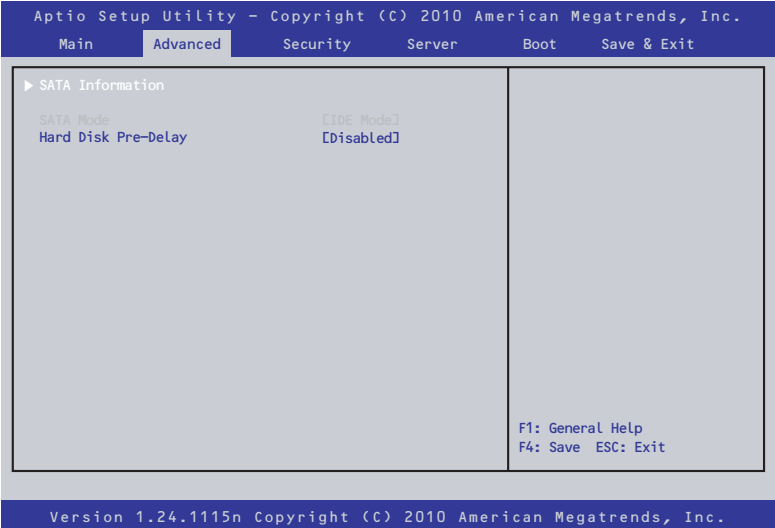 Aptio Setup Utility – Copyright (C) 2010 American Megatrends, Inc.
Main Advanced Security Server Boot Save & Exit
SATA Information
SATA Mode [IDE Mode]
Hard Disk Pre-Delay [Disabled]
F1: General Help
F4: Save ESC: Exit
Version 1.24.1115n Copyright (C) 2010 American Megatrends, Inc.